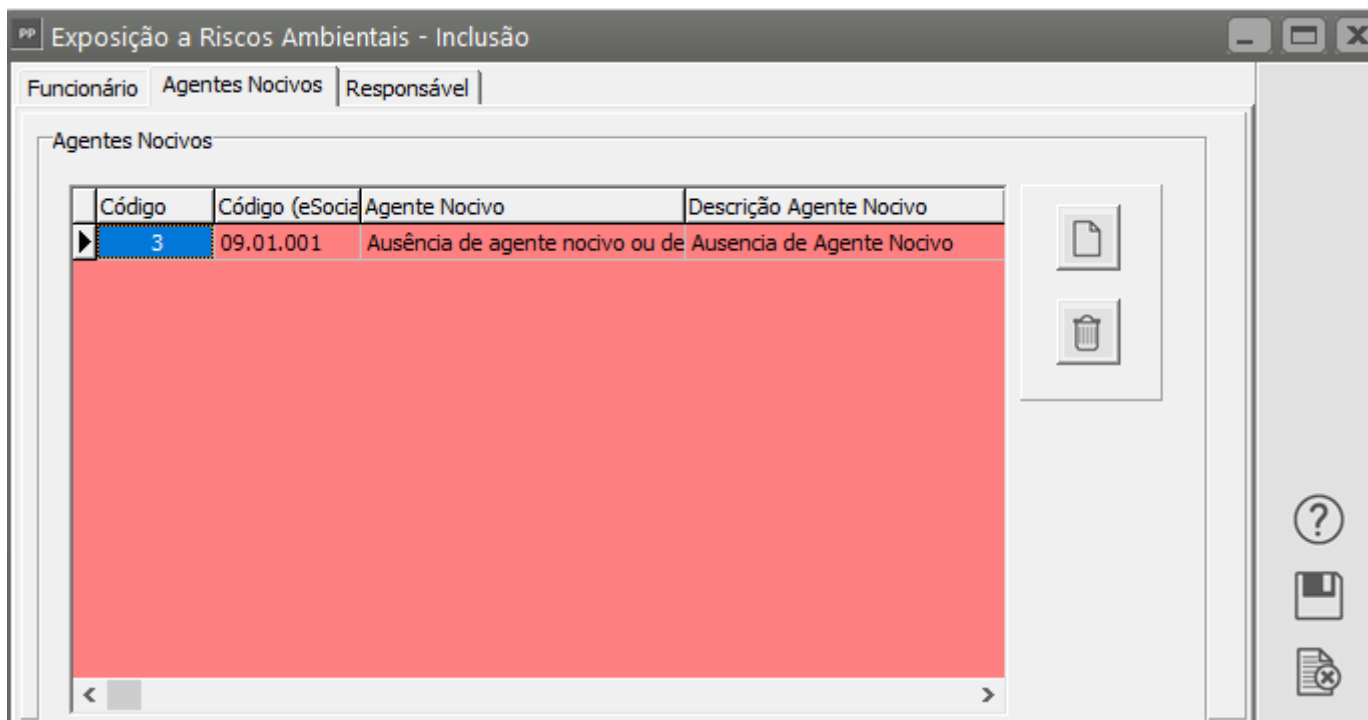 PP Exposição a Riscos Ambientais - Inclusão
Funcionário Agentes Nocivos Responsável
Agentes Nocivos
Código Código (eSocia Agente Nocivo Descrição Agente Nocivo
3 09.01.001 Ausência de agente nocivo ou de Ausencia de Agente Nocivo